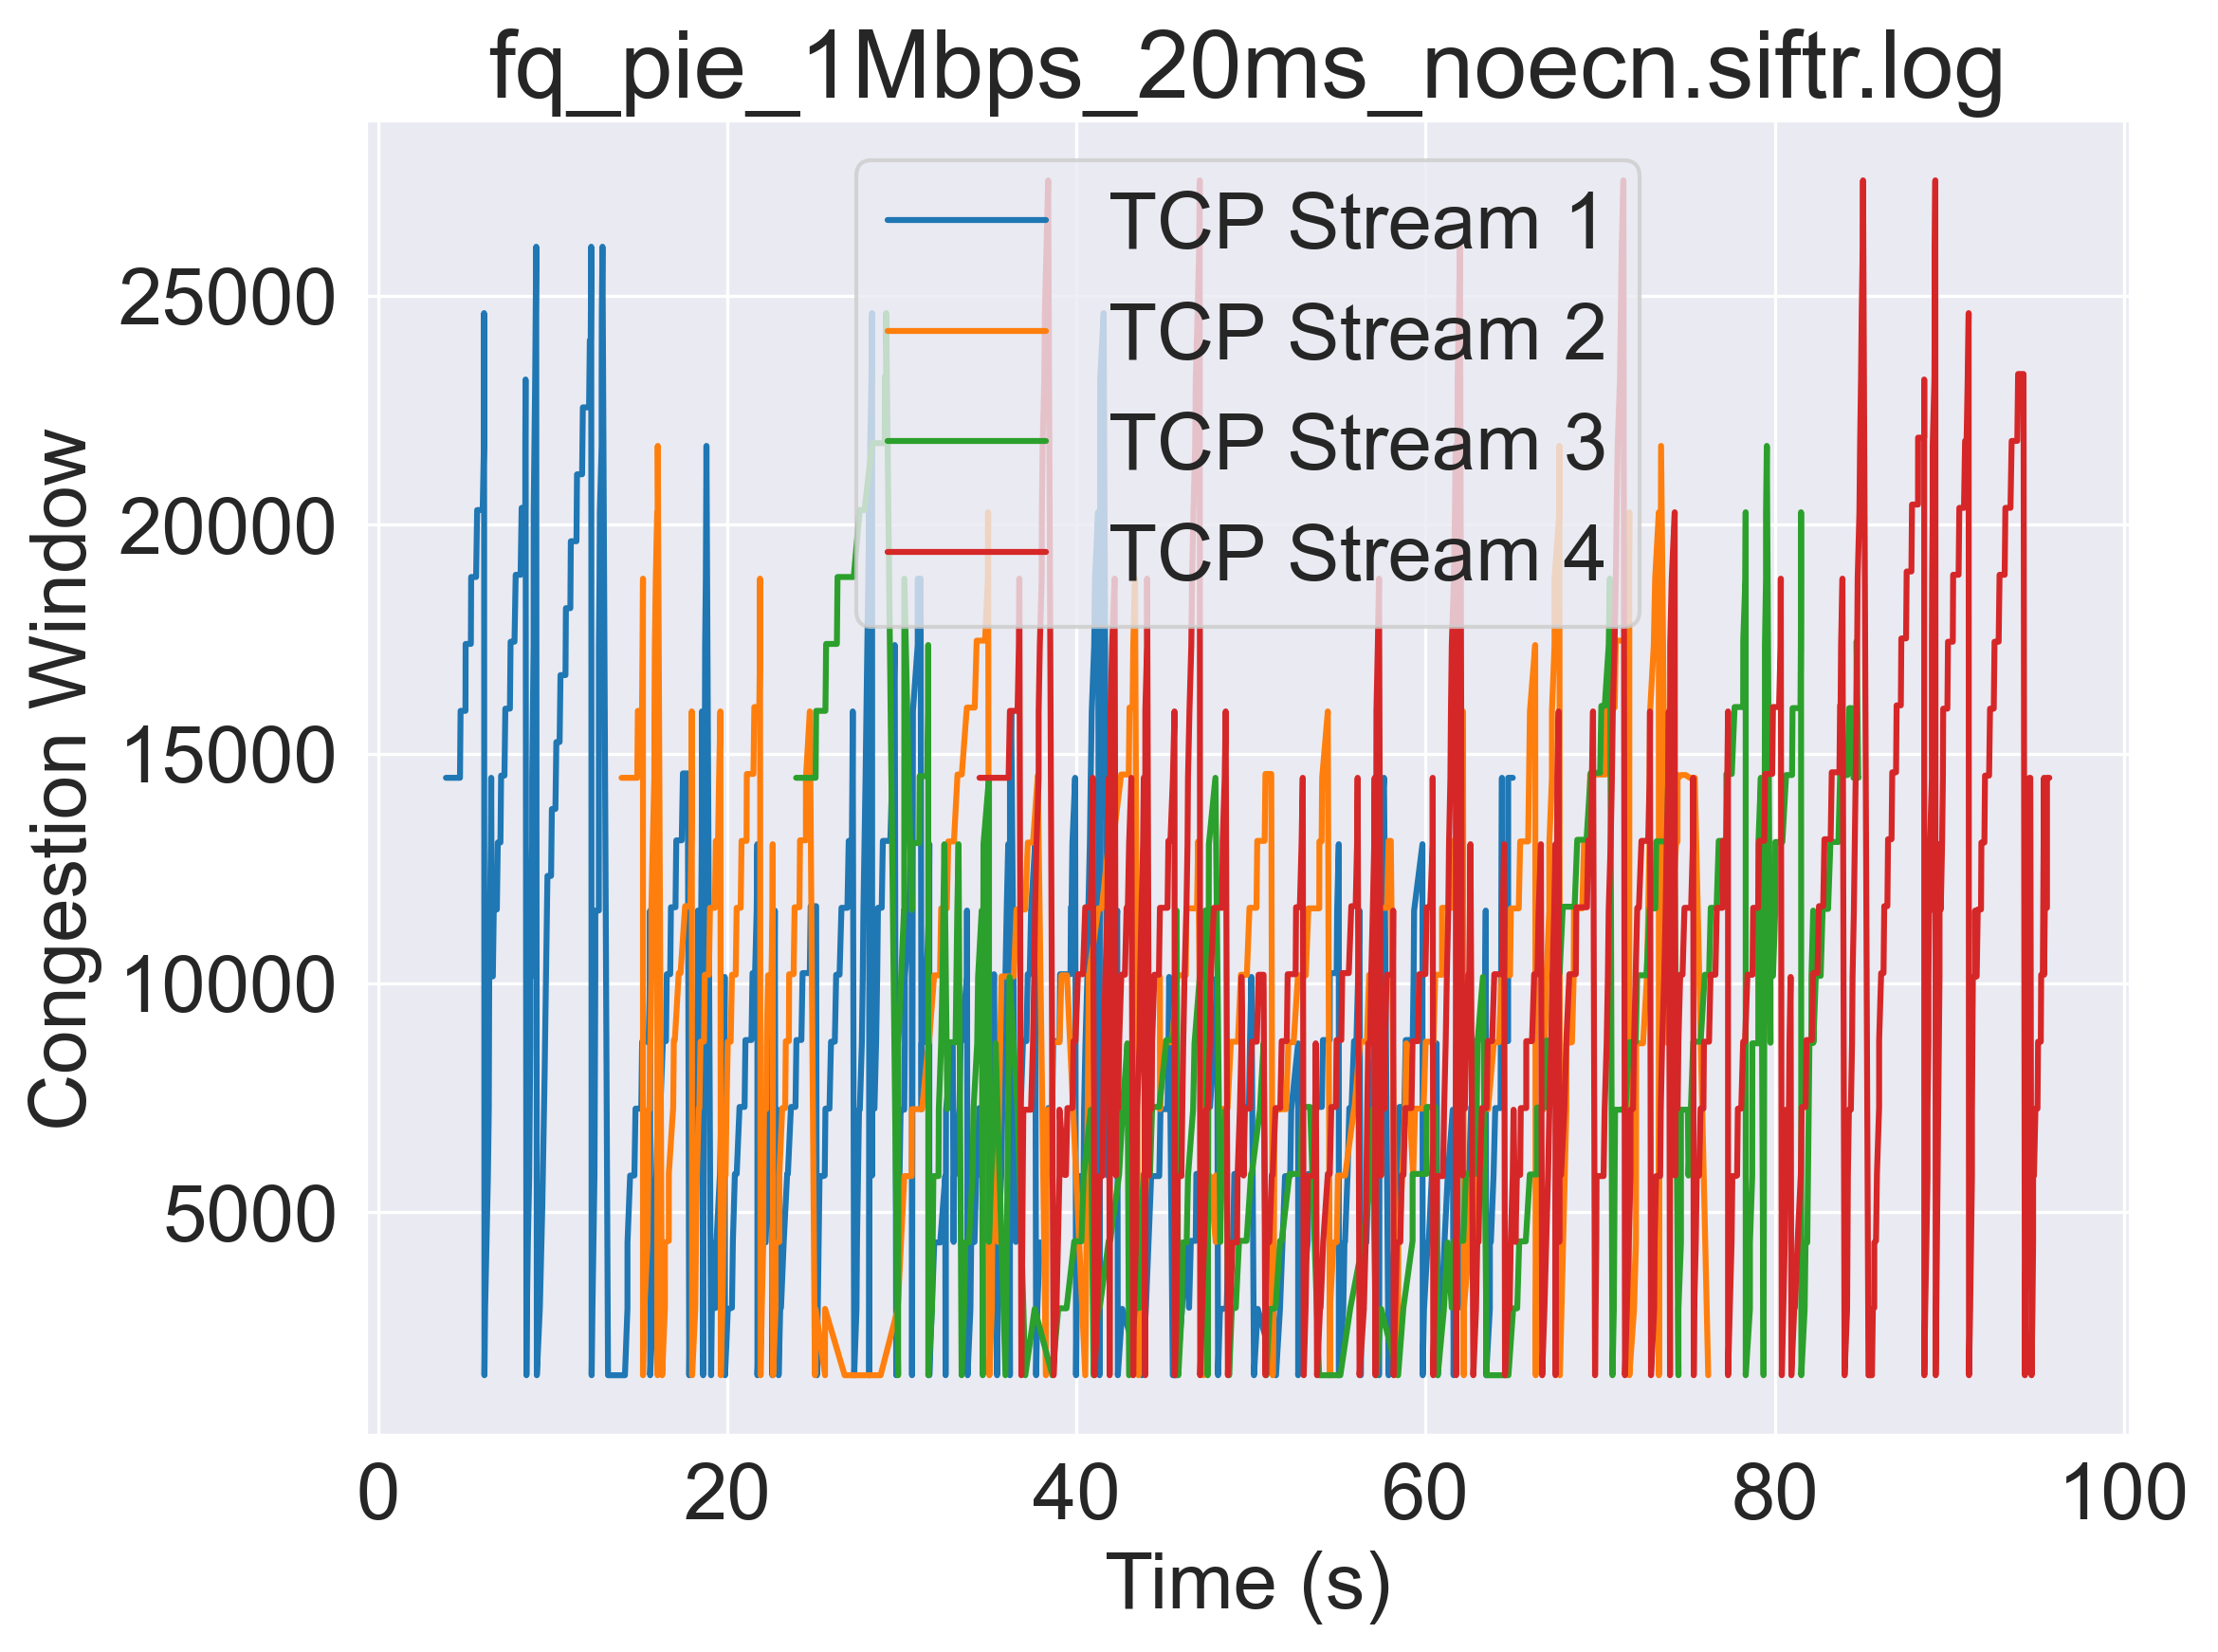 fq_pie_1Mbps_20ms_noecn.siftr.log
TCP Stream 1
TCP Stream 2
TCP Stream 3
TCP Stream 4
Congestion Window
25000
20000
15000
10000
5000
0 20 40 60 80 100
Time (s)